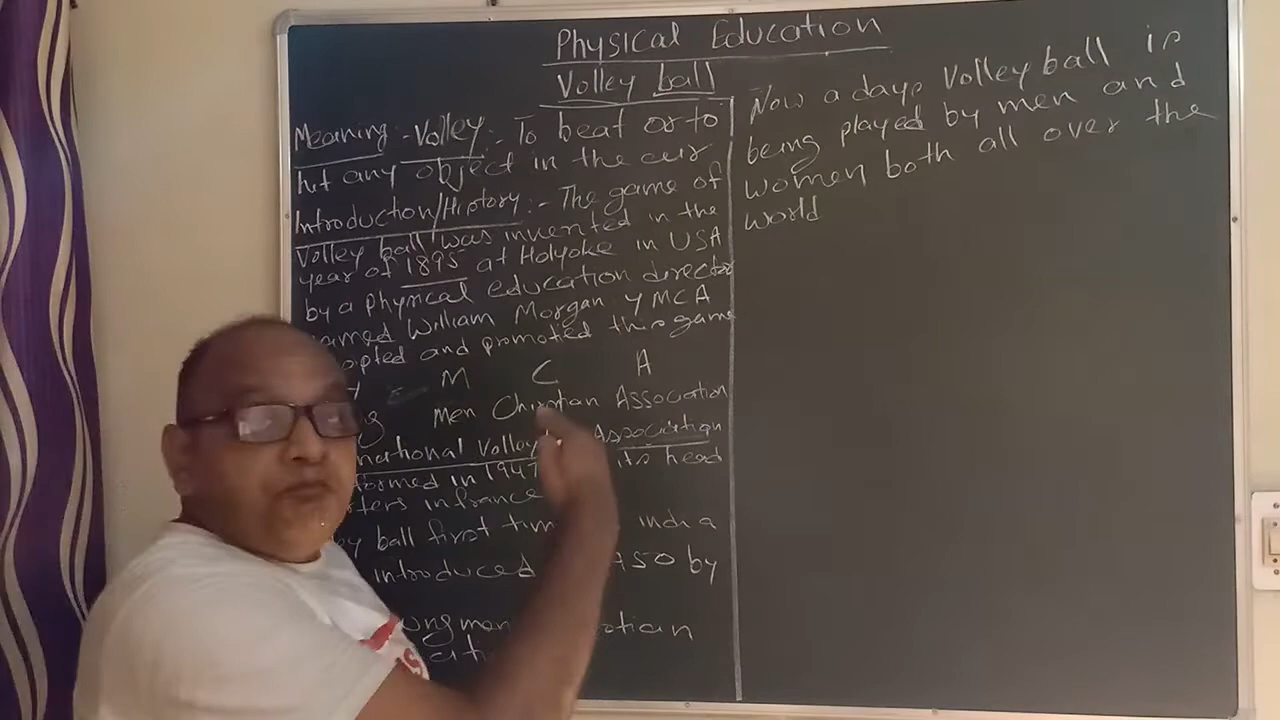 Physical Education
Volley ball
Meaning:- Volley:- To beat or to
hit any object in the air
Introduction/History:- The game of
Volley ball was invented in the
year of 1895 at Holyoke in USA
by a physical education director
named William Morgan YMCA
and promotied this game
M C A
Men Christian Association
national Volley Association
formed in 1947 its head
in france
ball first time india
introduced by
Now a days Volley ball is
being played by men and
women both all over the
world